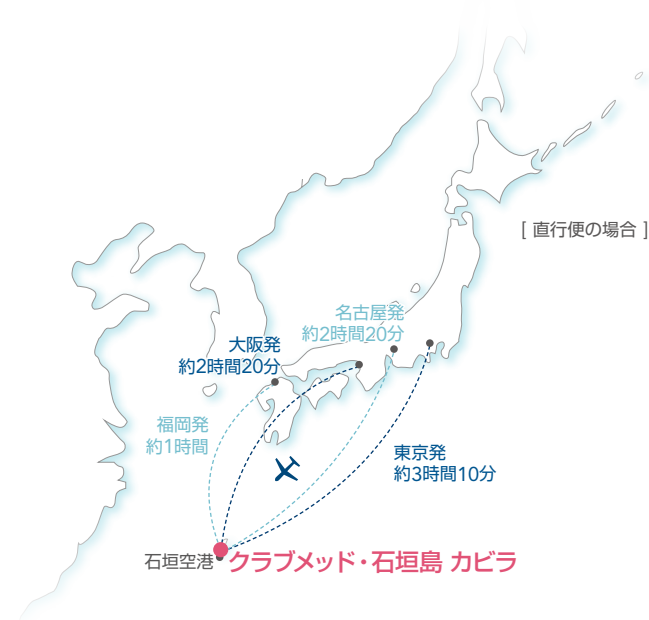 [ 直行便の場合 ]
名古屋発
約2時間20分
大阪発
約2時間20分
福岡発
約1時間
東京発
約3時間10分
石垣空港
クラブメッド・石垣島 カビラ